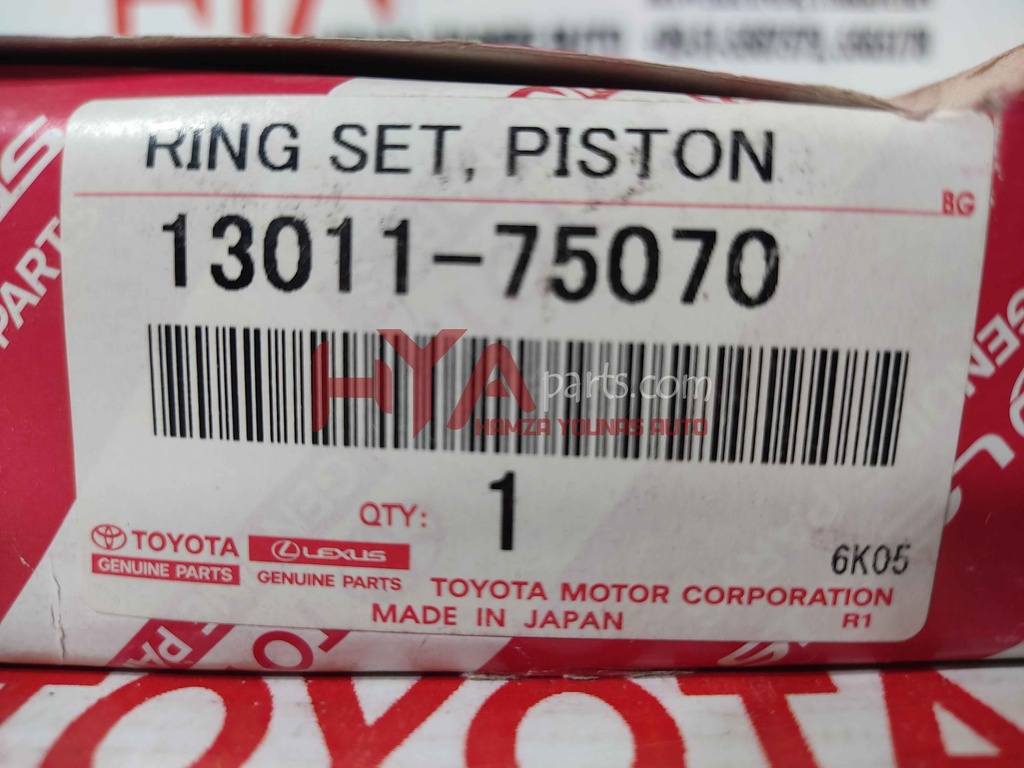 RING SET, PISTON
BG
13011-75070
HYA parts.com
HAMZA YOUNAS AUTO
QTY: 1
6K05
TOYOTA LEXUS
GENUINE PARTS GENUINE PARTS
TOYOTA MOTOR CORPORATION
MADE IN JAPAN R1
PARTS
TOYOTA